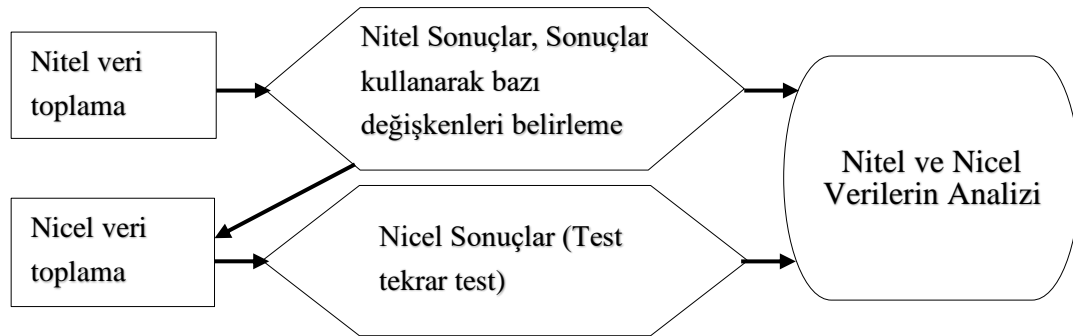 Nitel veri
toplama
Nitel Sonuçlar, Sonuçlar
kullanarak bazı
değişkenleri belirleme
Nicel veri
toplama
Nicel Sonuçlar (Test
tekrar test)
Nitel ve Nicel
Verilerin Analizi